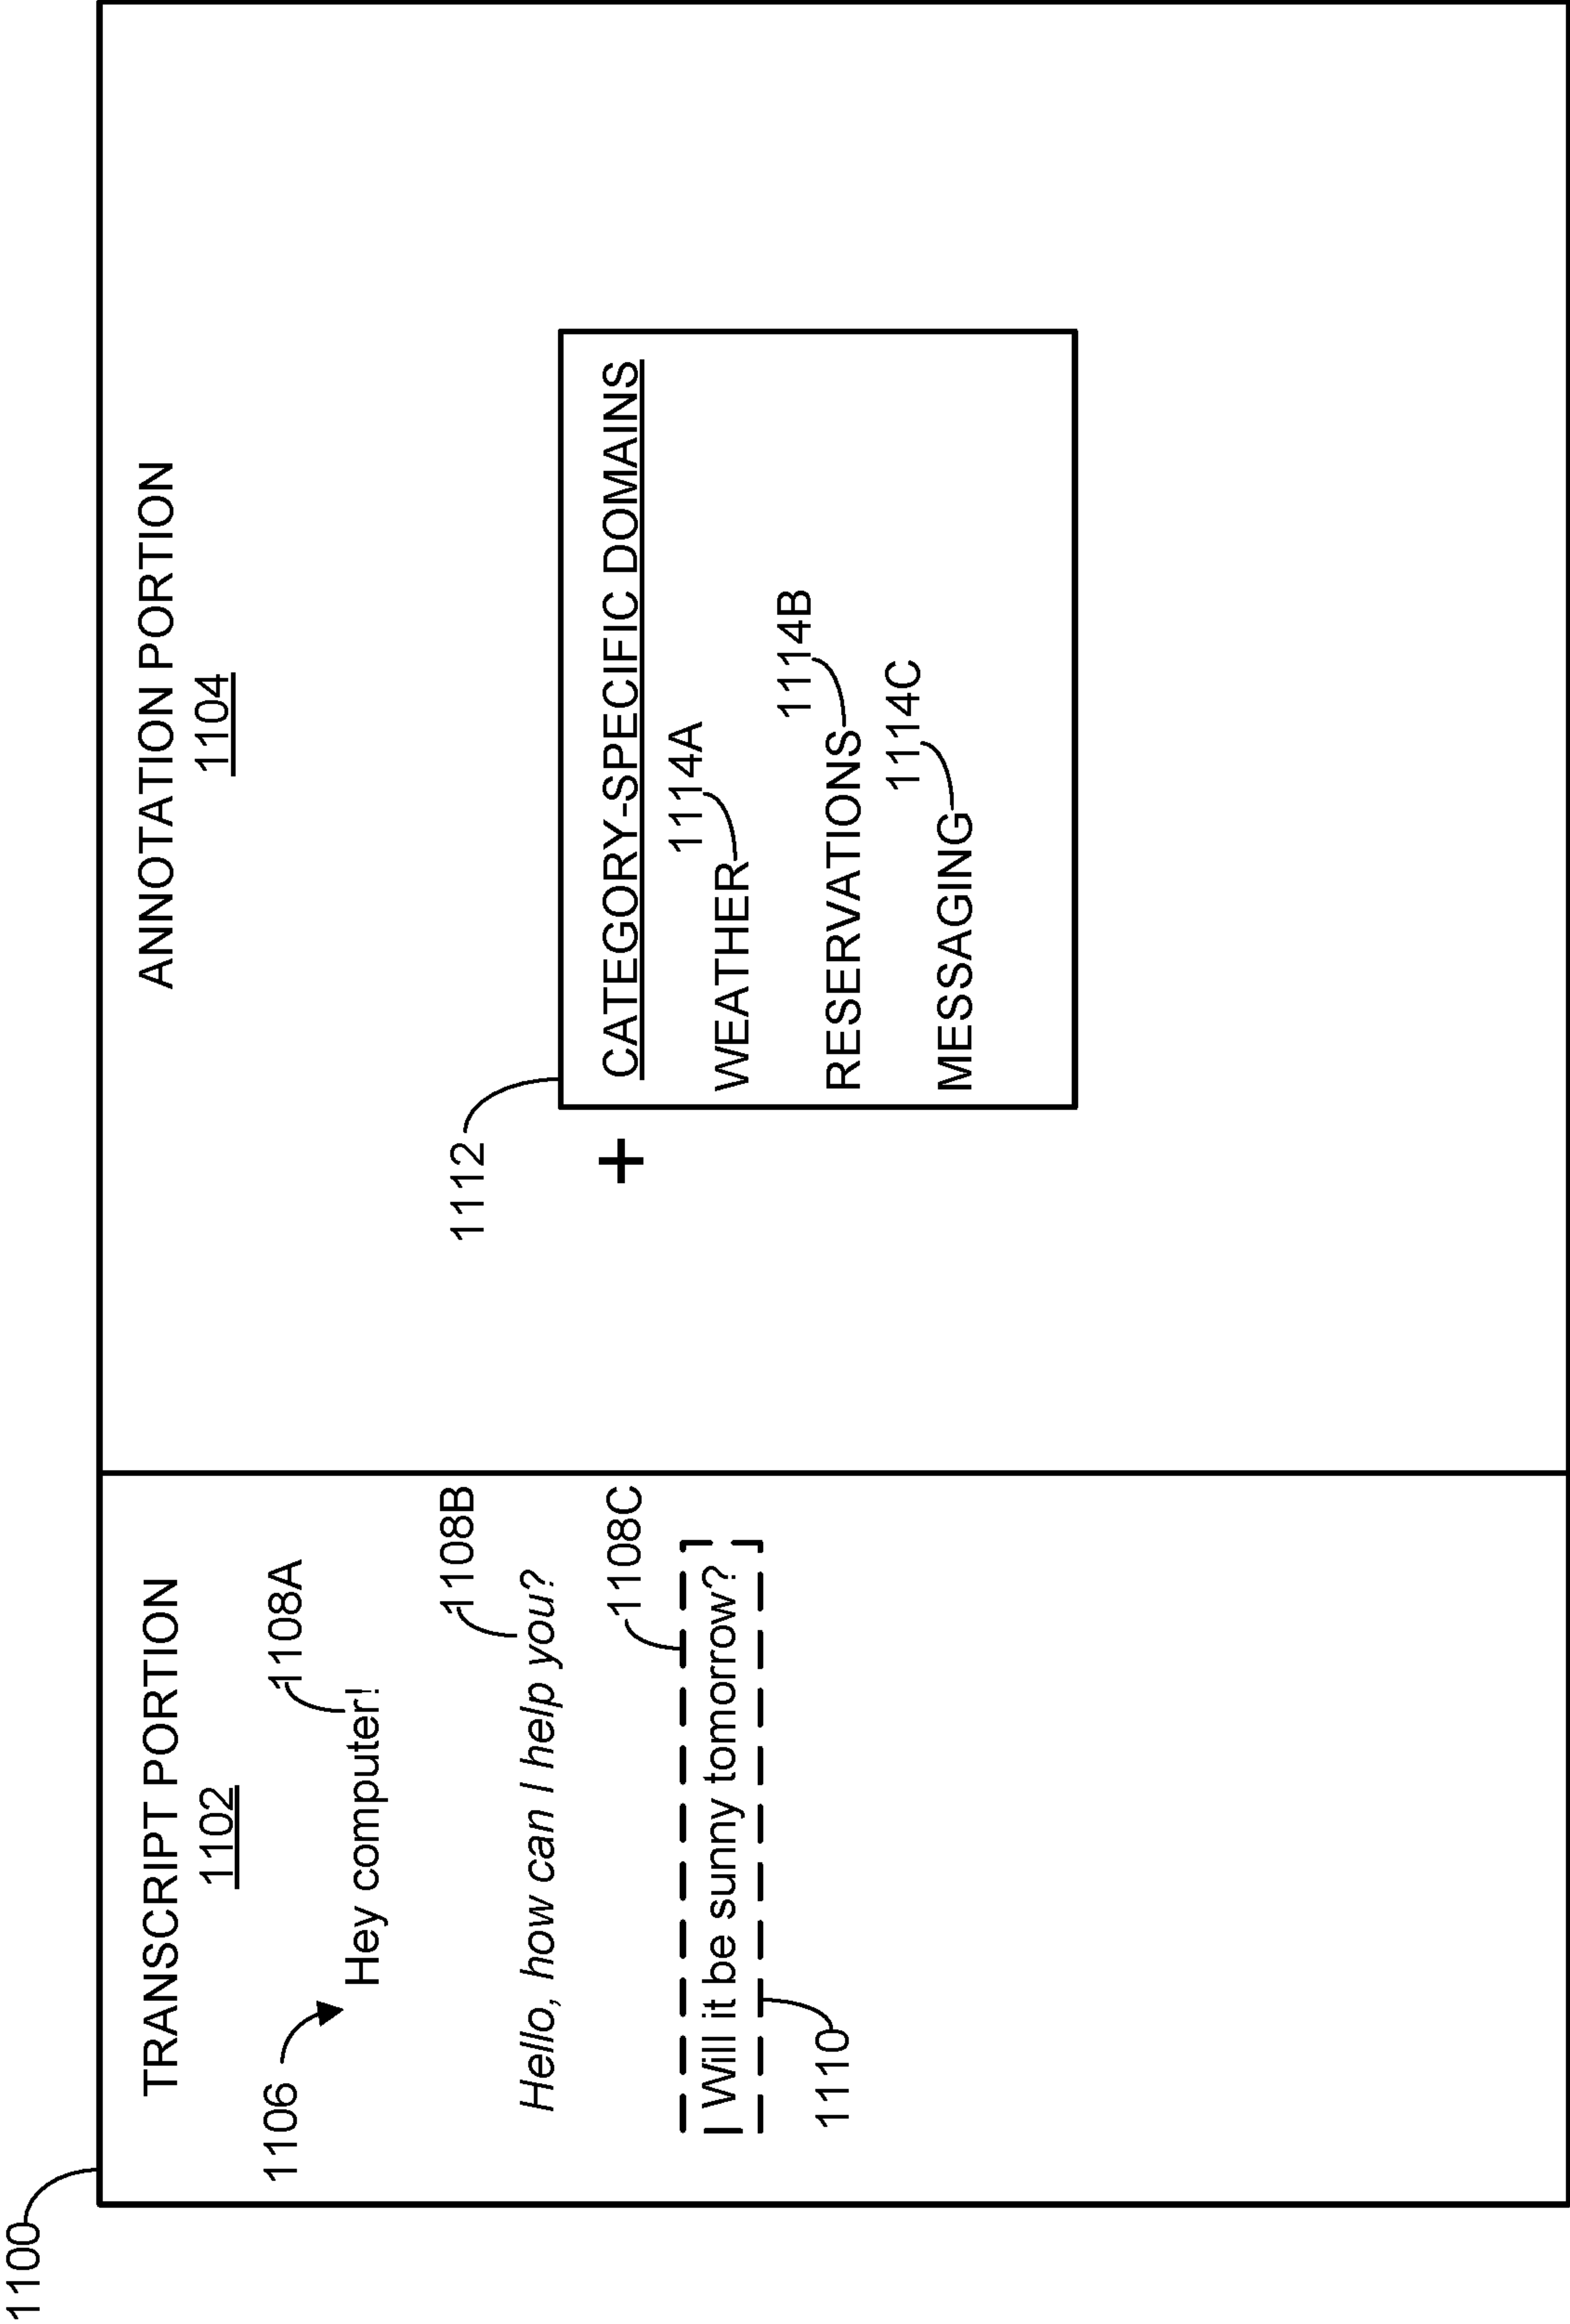 1100
TRANSCRIPT PORTION
1102
1106
1108A
Hey computer!
1108B
Hello, how can I help you?
1108C
Will it be sunny tomorrow?
1110
ANNOTATION PORTION
1104
1112
+
CATEGORY-SPECIFIC DOMAINS
1114A
WEATHER
1114B
RESERVATIONS
1114C
MESSAGING